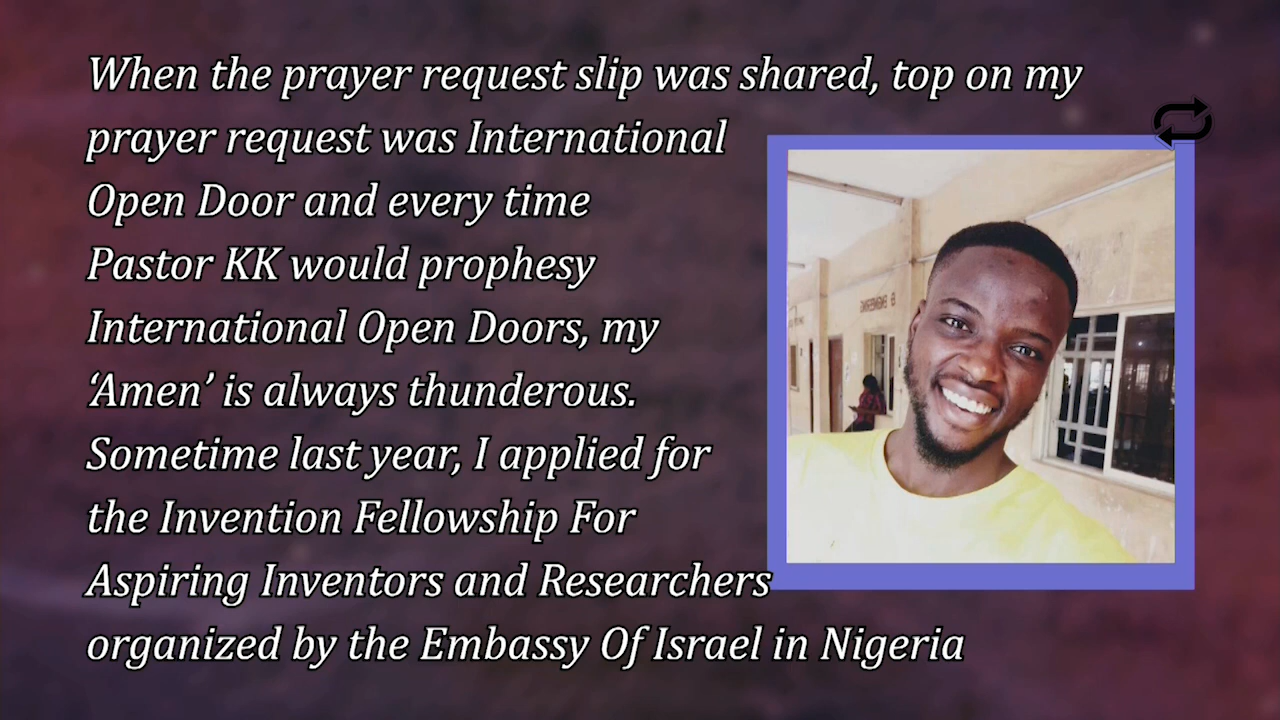 When the prayer request slip was shared, top on my
prayer request was International
Open Door and every time
Pastor KK would prophesy
International Open Doors, my
‘Amen’ is always thunderous.
Sometime last year, I applied for
the Invention Fellowship For
Aspiring Inventors and Researchers
organized by the Embassy Of Israel in Nigeria